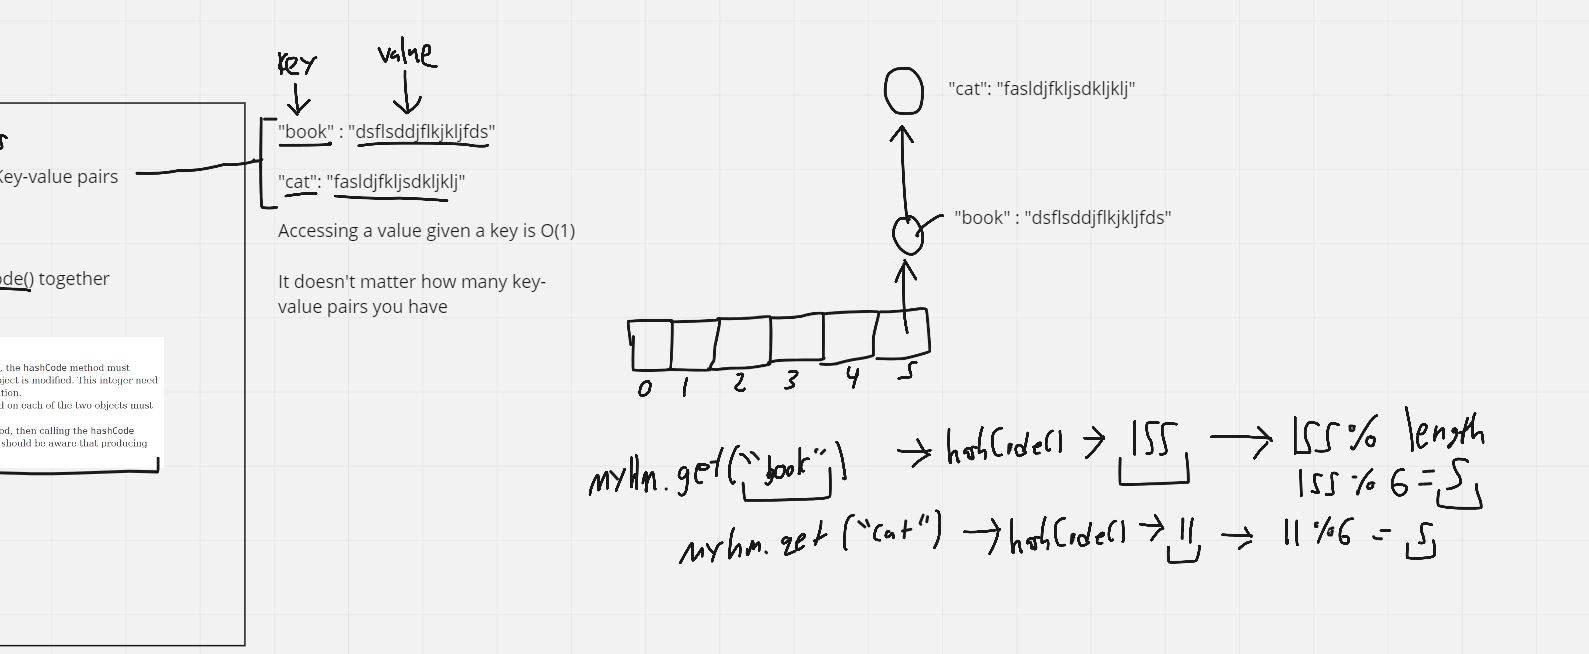 key
value
"book" : "dsflsddjflkjkljfds"
Key-value pairs
"cat": "fasldjfkljsdkljklj"
Accessing a value given a key is O(1)
ode() together
It doesn't matter how many key-
value pairs you have
, the hashCode method must
ject is modified. This integer need
tion.
d on each of the two objects must
od, then calling the hashCode
should be aware that producing
"cat": "fasldjfkljsdkljklj"
"book" : "dsflsddjflkjkljfds"
0 1 2 3 4 5
myHm.get("book") → hashCode() → 155 → 155 % length
155 % 6 = 5
myhm.get("cat") → hashCode() → 11 → 11 % 6 = 5